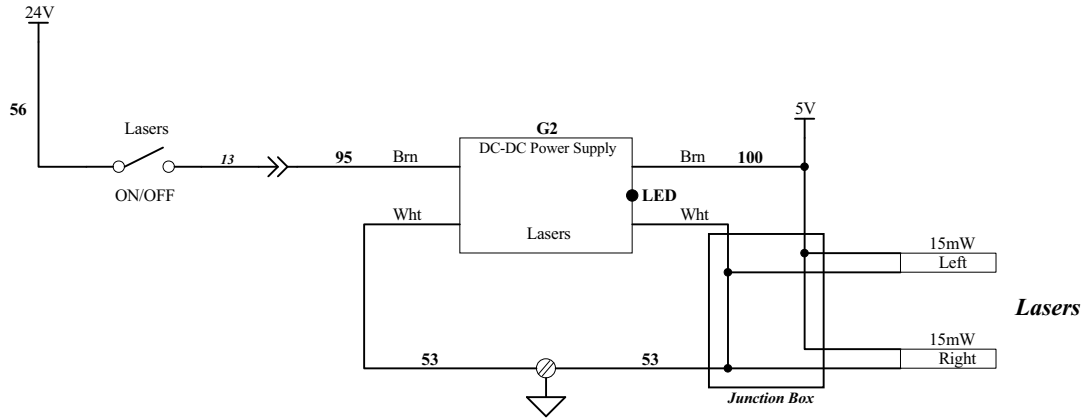 24V
56
Lasers
ON/OFF
13
95
Brn
G2
DC-DC Power Supply
Lasers
Brn
100
5V
LED
Wht
Wht
15mW
Left
Lasers
15mW
Right
53
53
Junction Box